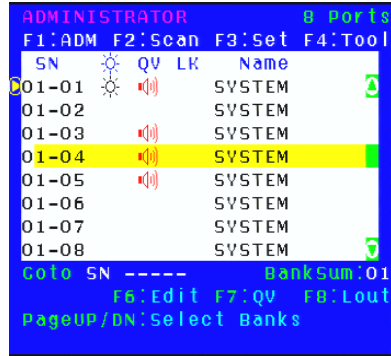 ADMINISTRATOR 8 Ports
F1:ADM F2:Scan F3:Set F4:Tool
SN QV LK Name
01-01 SYSTEM
01-02 SYSTEM
01-03 SYSTEM
01-04 SYSTEM
01-05 SYSTEM
01-06 SYSTEM
01-07 SYSTEM
01-08 SYSTEM
Goto SN ----- BankSum:01
F6:Edit F7:QV F8:Lout
PageUP/DN:Select Banks